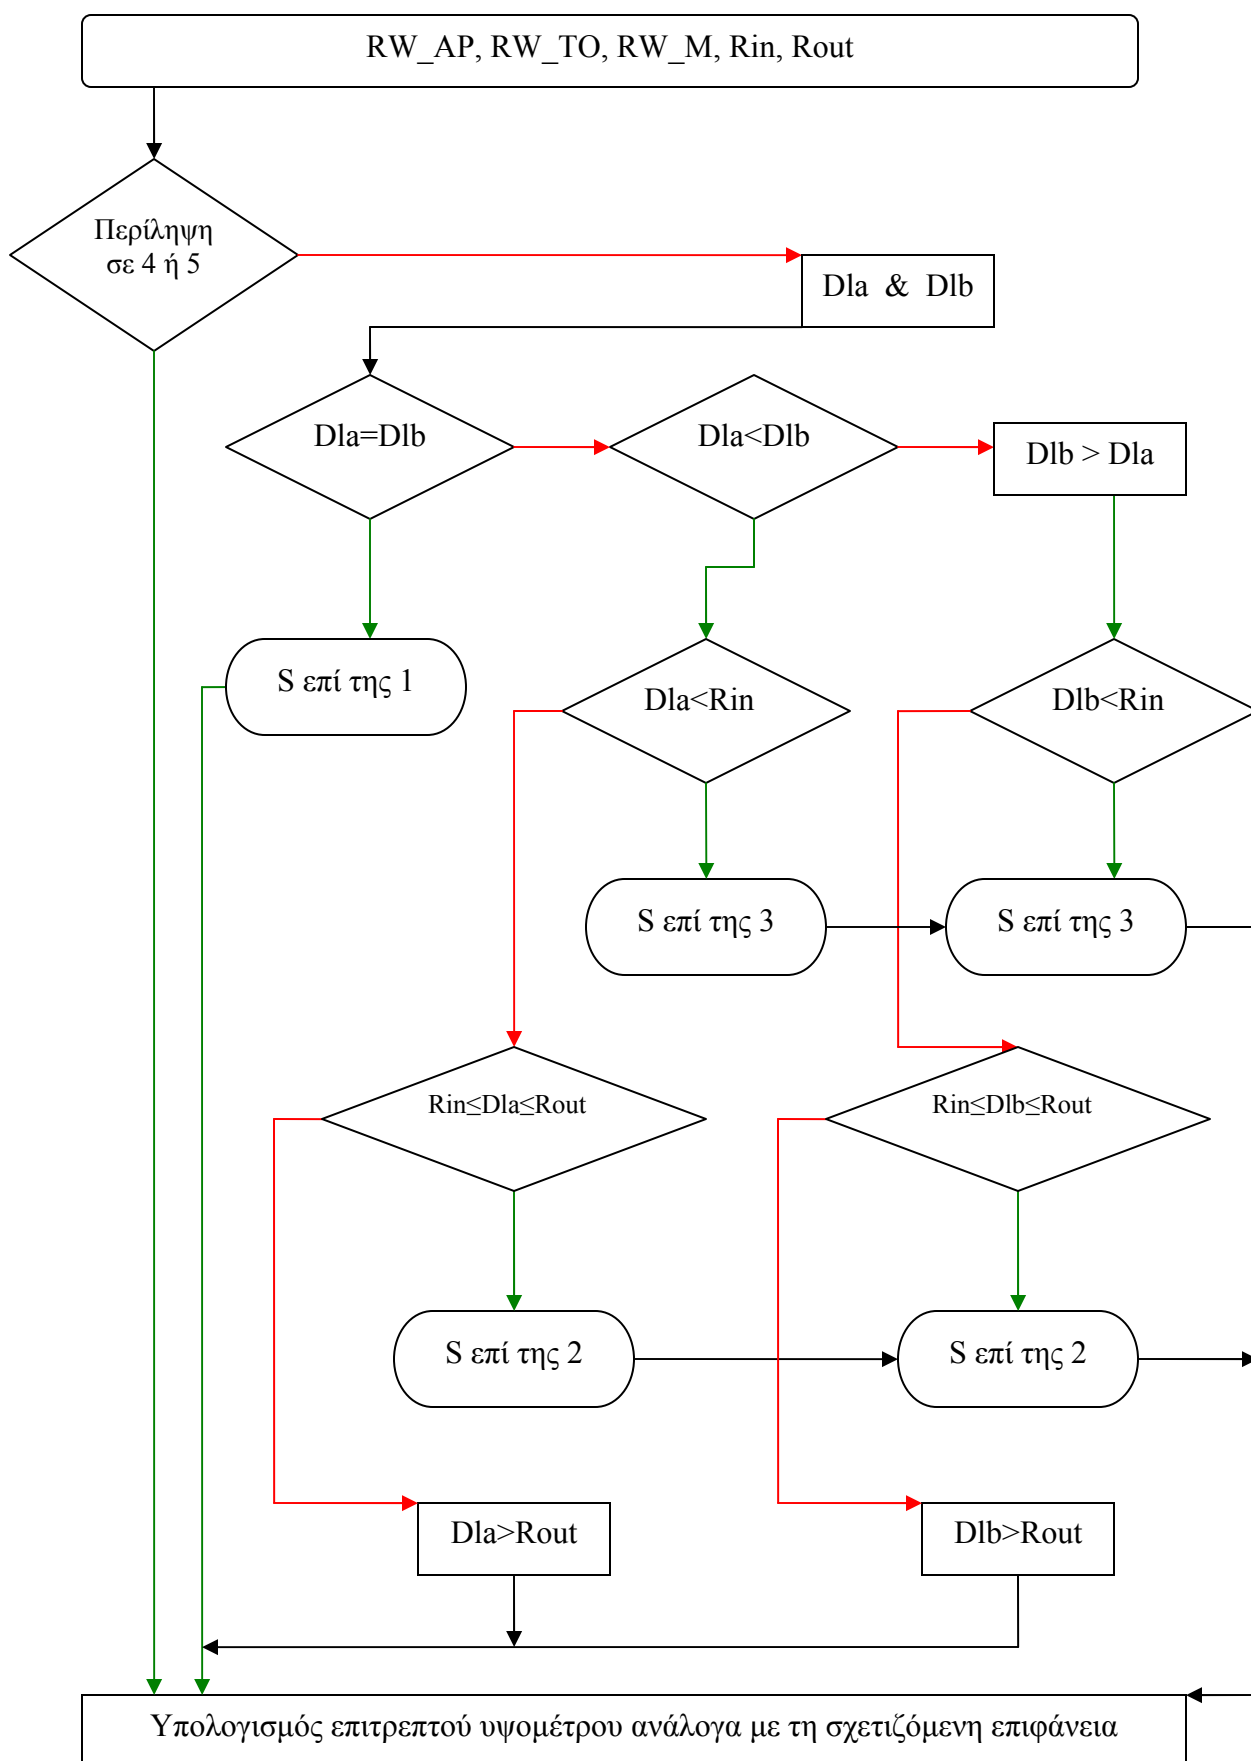 RW_AP, RW_TO, RW_M, Rin, Rout
Περίληψη
σε 4 ή 5
Dla & Dlb
Dla=Dlb
Dla<Dlb
Dlb > Dla
S επί της 1
Dla<Rin
Dlb<Rin
S επί της 3
S επί της 3
Rin≤Dla≤Rout
Rin≤Dlb≤Rout
S επί της 2
S επί της 2
Dla>Rout
Dlb>Rout
Υπολογισμός επιτρεπτού υψομέτρου ανάλογα με τη σχετιζόμενη επιφάνεια